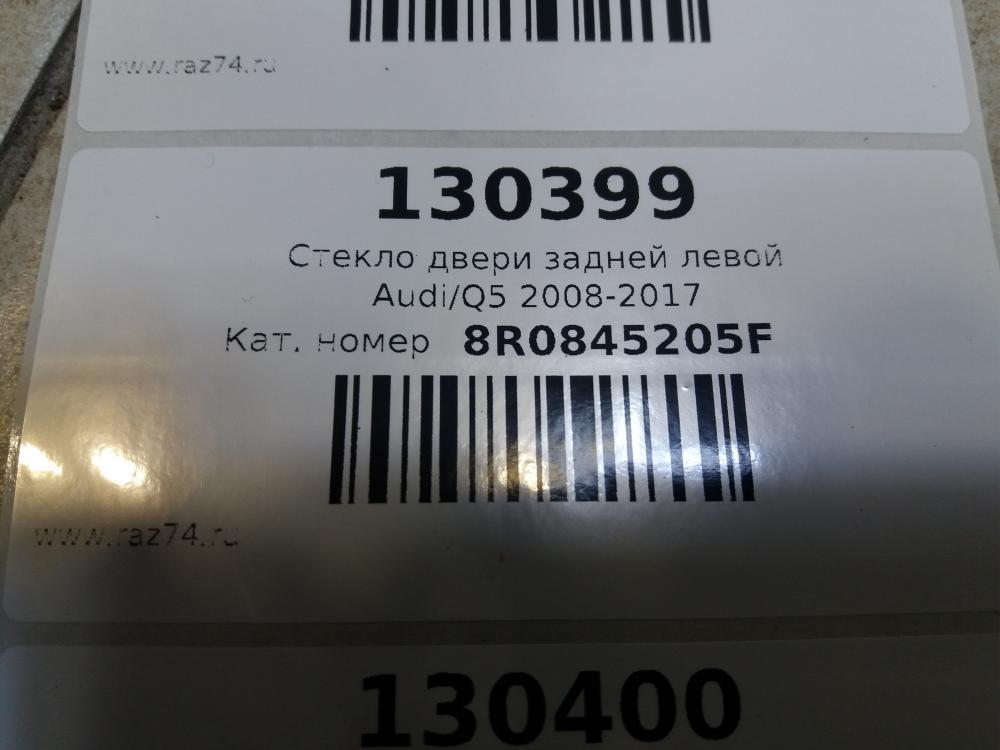 www.raz74.ru
130399
Стекло двери задней левой
Audi/Q5 2008-2017
Кат. номер 8R0845205F
www.raz74.ru
130400